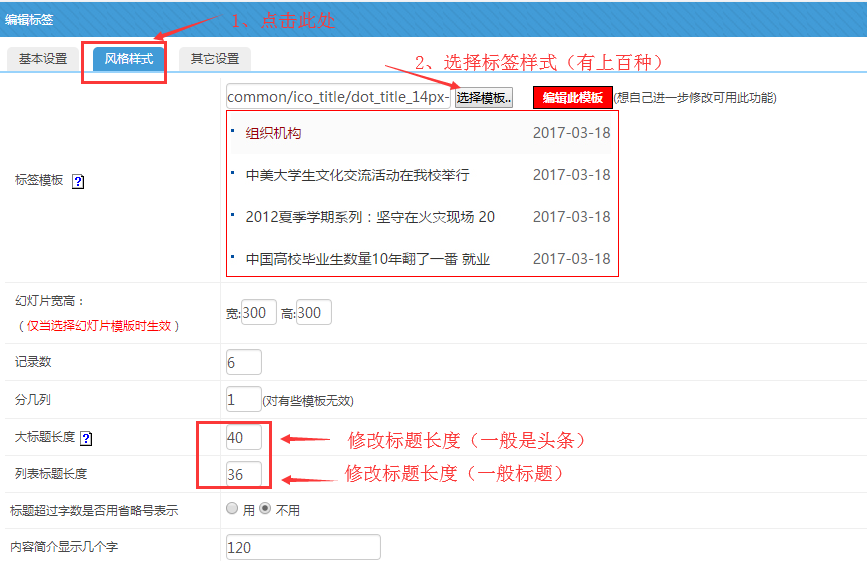 编辑标签
1、点击此处
基本设置 风格样式 其它设置
2、选择标签样式（有上百种）
common/ico_title/dot_title_14px- 选择模板.. 编辑此模板 (想自己进一步修改可用此功能)
标签模板 ?
组织机构 2017-03-18
中美大学生文化交流活动在我校举行 2017-03-18
2012夏季学期系列：坚守在火灾现场 20 2017-03-18
中国高校毕业生数量10年翻了一番 就业 2017-03-18
幻灯片宽高：
（仅当选择幻灯片模版时生效）
宽:300 高:300
记录数 6
分几列 1 (对有些模板无效)
大标题长度 ? 40 修改标题长度（一般是头条）
列表标题长度 36 修改标题长度（一般标题）
标题超过字数是否用省略号表示 用 不用
内容简介显示几个字 120